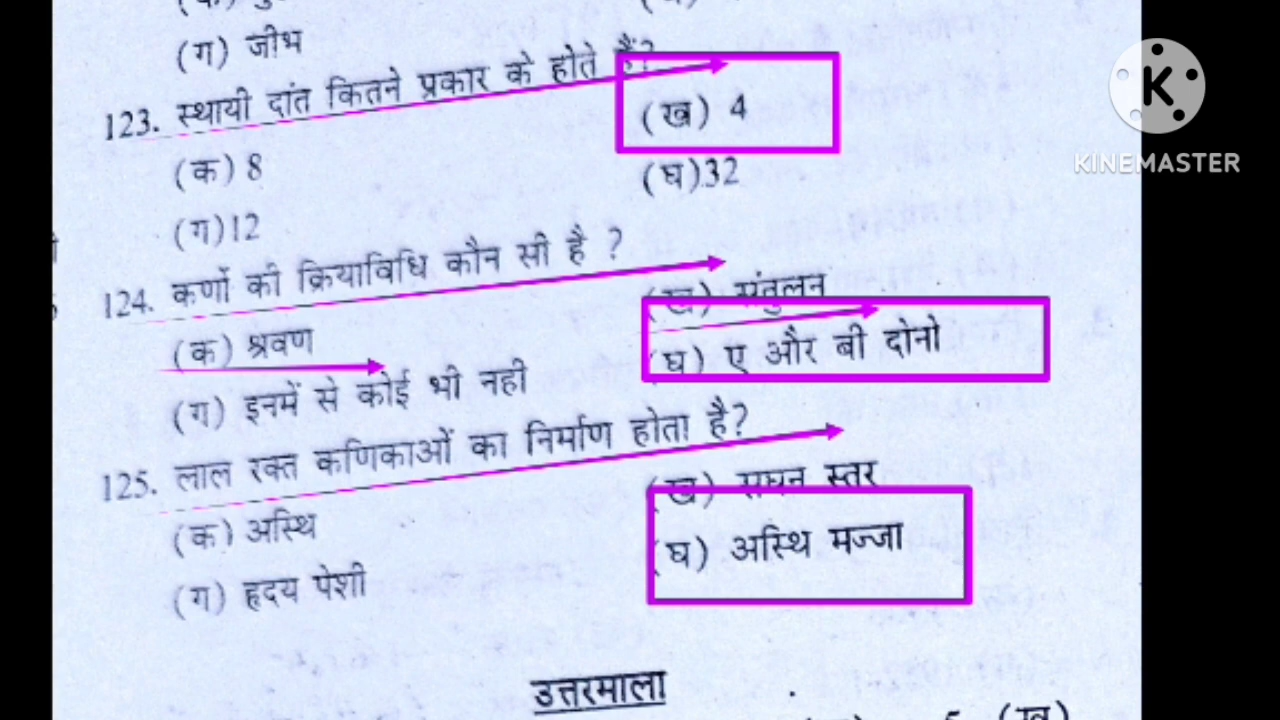 (ग) जीभ
123. स्थायी दांत कितने प्रकार के होते हैं?
(क) 8 (ख) 4
(ग) 12 (घ) 32
124. कर्णो की क्रियाविधि कौन सी है ?
(क) श्रवण (ख) संतुलन
(ग) इनमें से कोई भी नही (घ) ए और बी दोनो
125. लाल रक्त कणिकाओं का निर्माण होता है?
(क) अस्थि (ख) सघन स्तर
(ग) हृदय पेशी (घ) अस्थि मज्जा
उत्तरमाला
K
KINEMASTER